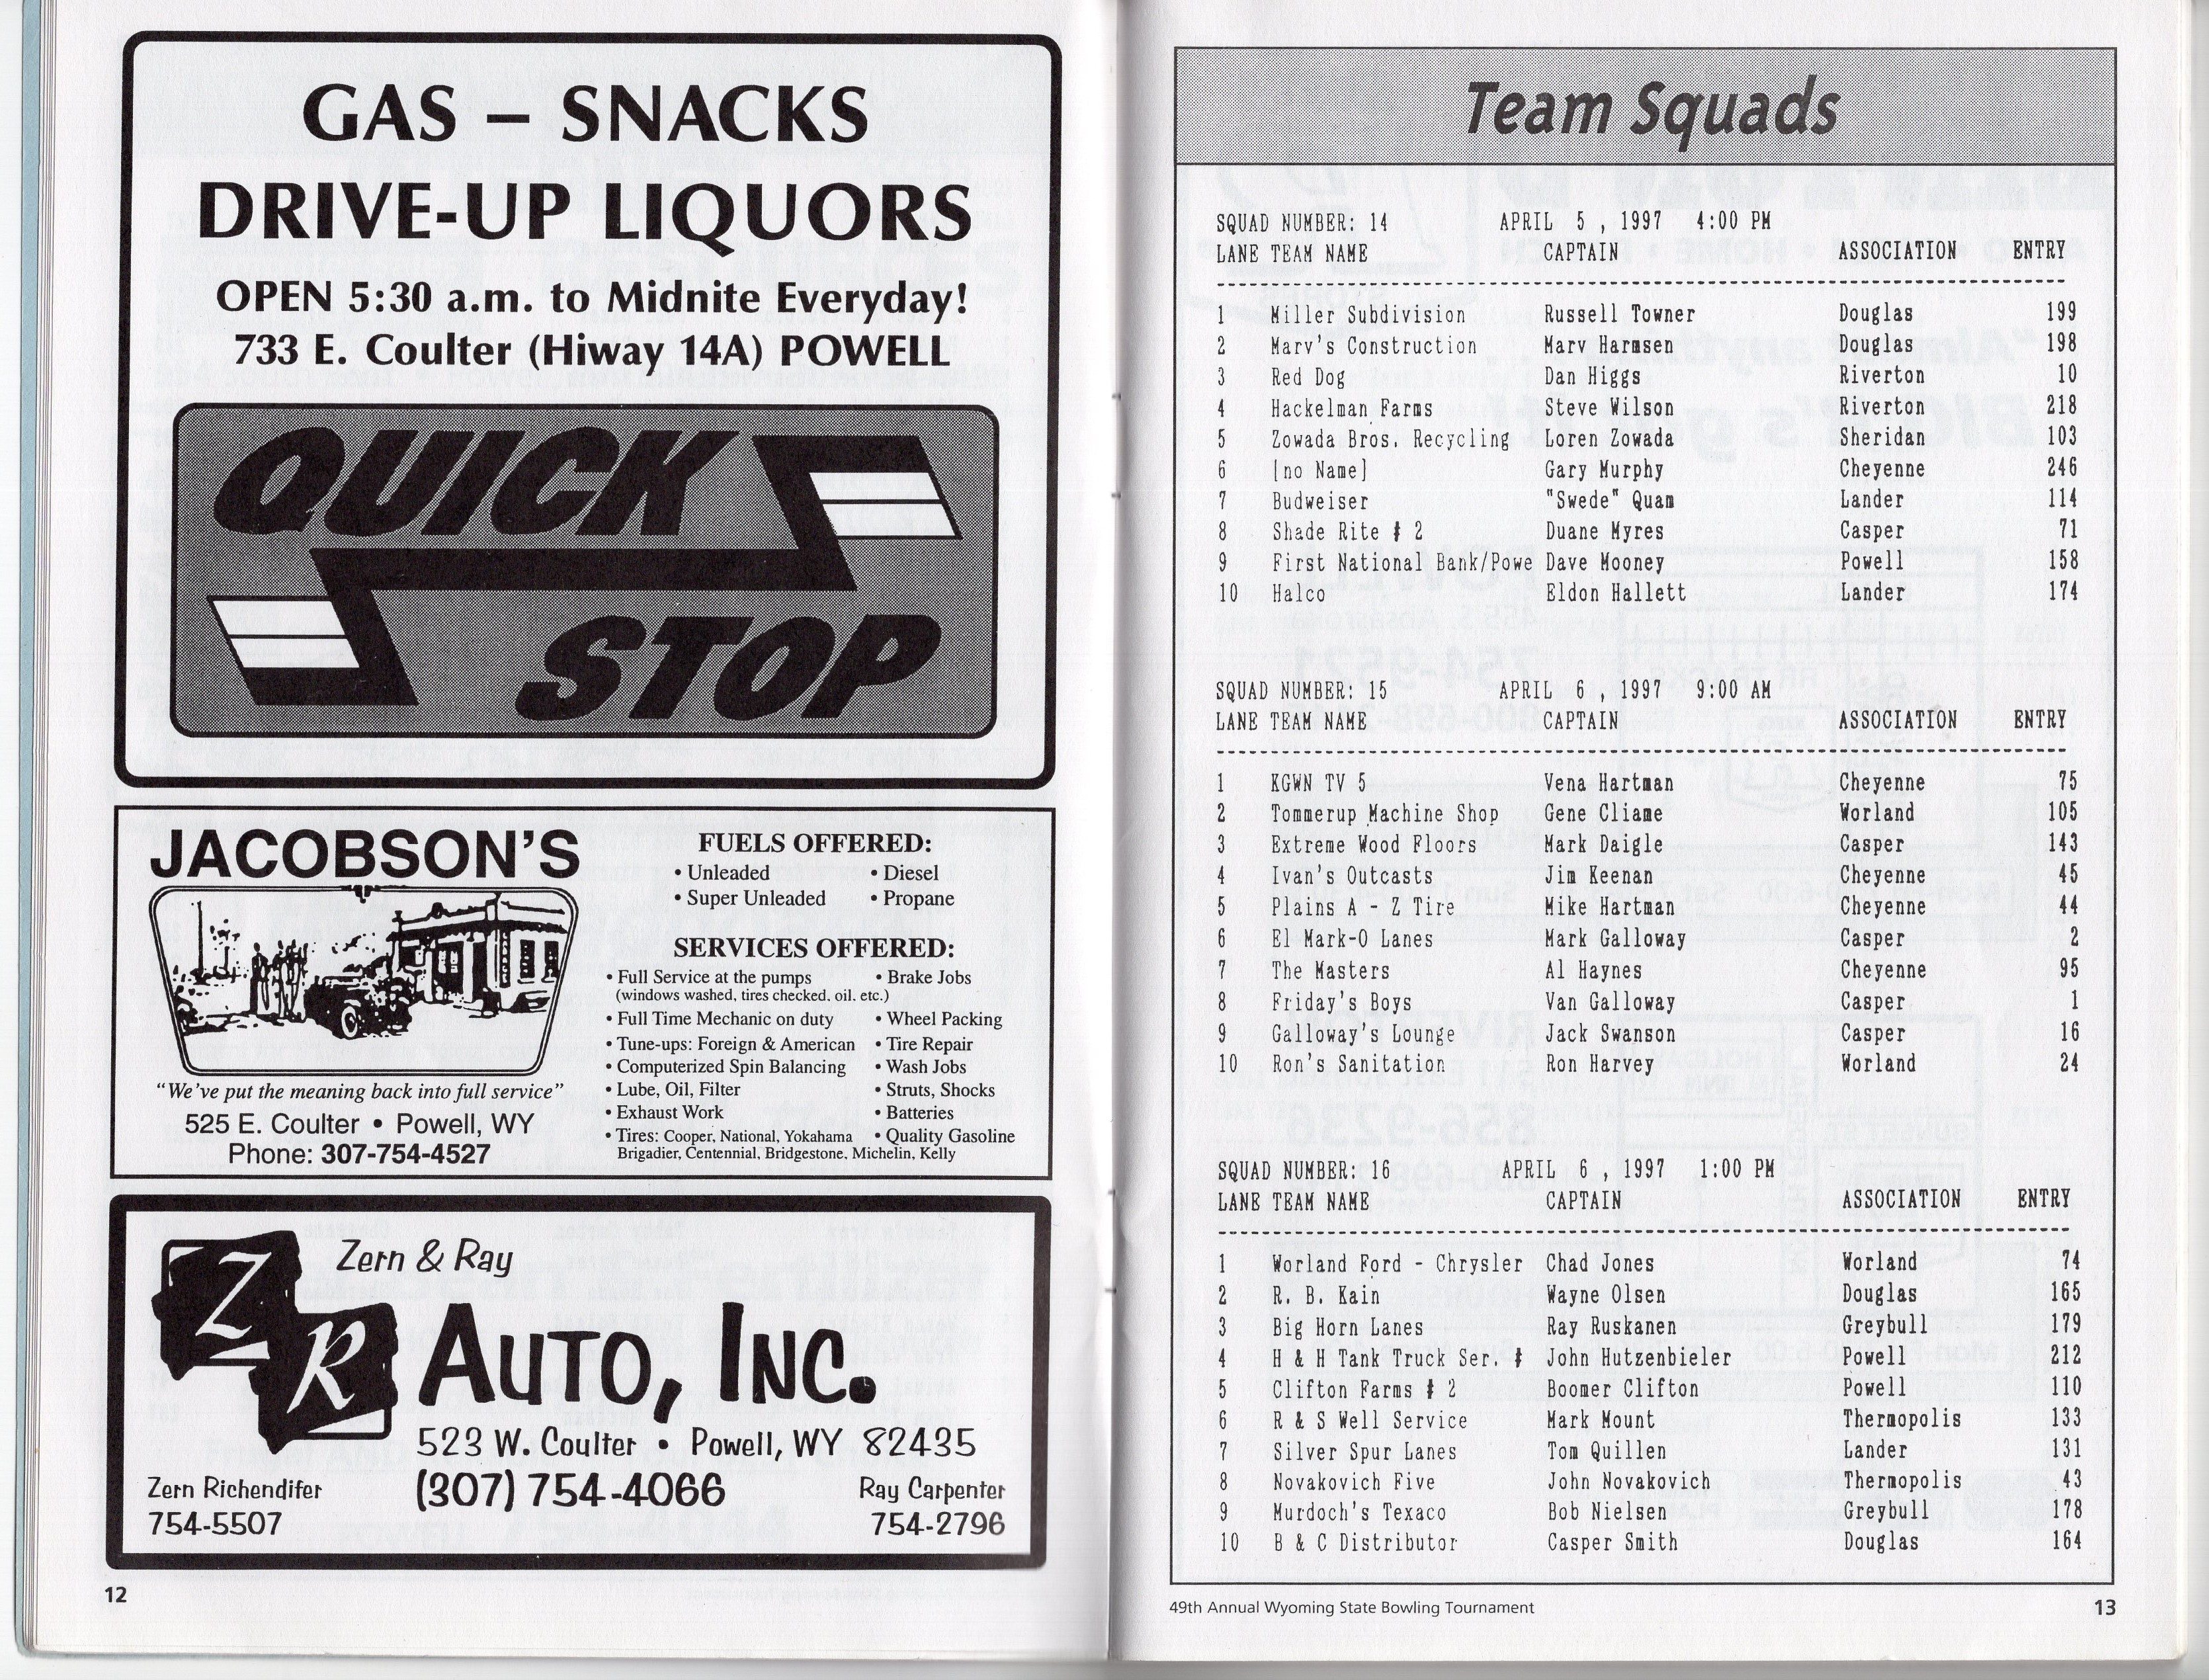 GAS – SNACKS
DRIVE-UP LIQUORS
OPEN 5:30 a.m. to Midnite Everyday!
733 E. Coulter (Hiway 14A) POWELL
QUICK
STOP
JACOBSON'S
"We've put the meaning back into full service"
525 E. Coulter • Powell, WY
Phone: 307-754-4527
FUELS OFFERED:
• Unleaded • Diesel
• Super Unleaded • Propane
SERVICES OFFERED:
• Full Service at the pumps • Brake Jobs
(windows washed, tires checked, oil, etc.)
• Full Time Mechanic on duty • Wheel Packing
• Tune-ups: Foreign & American • Tire Repair
• Computerized Spin Balancing • Wash Jobs
• Lube, Oil, Filter • Struts, Shocks
• Exhaust Work • Batteries
• Tires: Cooper, National, Yokahama • Quality Gasoline
Brigadier, Centennial, Bridgestone, Michelin, Kelly
Z R
Zern & Ray
AUTO, INC.
523 W. Coulter • Powell, WY 82435
(307) 754-4066
Zern Richendifer
754-5507
Ray Carpenter
754-2796
12
Team Squads
SQUAD NUMBER: 14 APRIL 5 , 1997 4:00 PM
LANE TEAM NAME CAPTAIN ASSOCIATION ENTRY
1 Miller Subdivision Russell Towner Douglas 199
2 Marv's Construction Marv Harmsen Douglas 198
3 Red Dog Dan Higgs Riverton 10
4 Hackelman Farms Steve Wilson Riverton 218
5 Zowada Bros. Recycling Loren Zowada Sheridan 103
6 [no Name] Gary Murphy Cheyenne 246
7 Budweiser "Swede" Quam Lander 114
8 Shade Rite # 2 Duane Myres Casper 71
9 First National Bank/Powe Dave Mooney Powell 158
10 Halco Eldon Hallett Lander 174
SQUAD NUMBER: 15 APRIL 6 , 1997 9:00 AM
LANE TEAM NAME CAPTAIN ASSOCIATION ENTRY
1 KGWN TV 5 Vena Hartman Cheyenne 75
2 Tommerup Machine Shop Gene Cliame Worland 105
3 Extreme Wood Floors Mark Daigle Casper 143
4 Ivan's Outcasts Jim Keenan Cheyenne 45
5 Plains A - Z Tire Mike Hartman Cheyenne 44
6 El Mark-O Lanes Mark Galloway Casper 2
7 The Masters Al Haynes Cheyenne 95
8 Friday's Boys Van Galloway Casper 1
9 Galloway's Lounge Jack Swanson Casper 16
10 Ron's Sanitation Ron Harvey Worland 24
SQUAD NUMBER: 16 APRIL 6 , 1997 1:00 PM
LANE TEAM NAME CAPTAIN ASSOCIATION ENTRY
1 Worland Ford - Chrysler Chad Jones Worland 74
2 R. B. Kain Wayne Olsen Douglas 165
3 Big Horn Lanes Ray Ruskanen Greybull 179
4 H & H Tank Truck Ser. # John Hutzenbieler Powell 212
5 Clifton Farms # 2 Boomer Clifton Powell 110
6 R & S Well Service Mark Mount Thermopolis 133
7 Silver Spur Lanes Tom Quillen Lander 131
8 Novakovich Five John Novakovich Thermopolis 43
9 Murdoch's Texaco Bob Nielsen Greybull 178
10 B & C Distributor Casper Smith Douglas 164
49th Annual Wyoming State Bowling Tournament 13